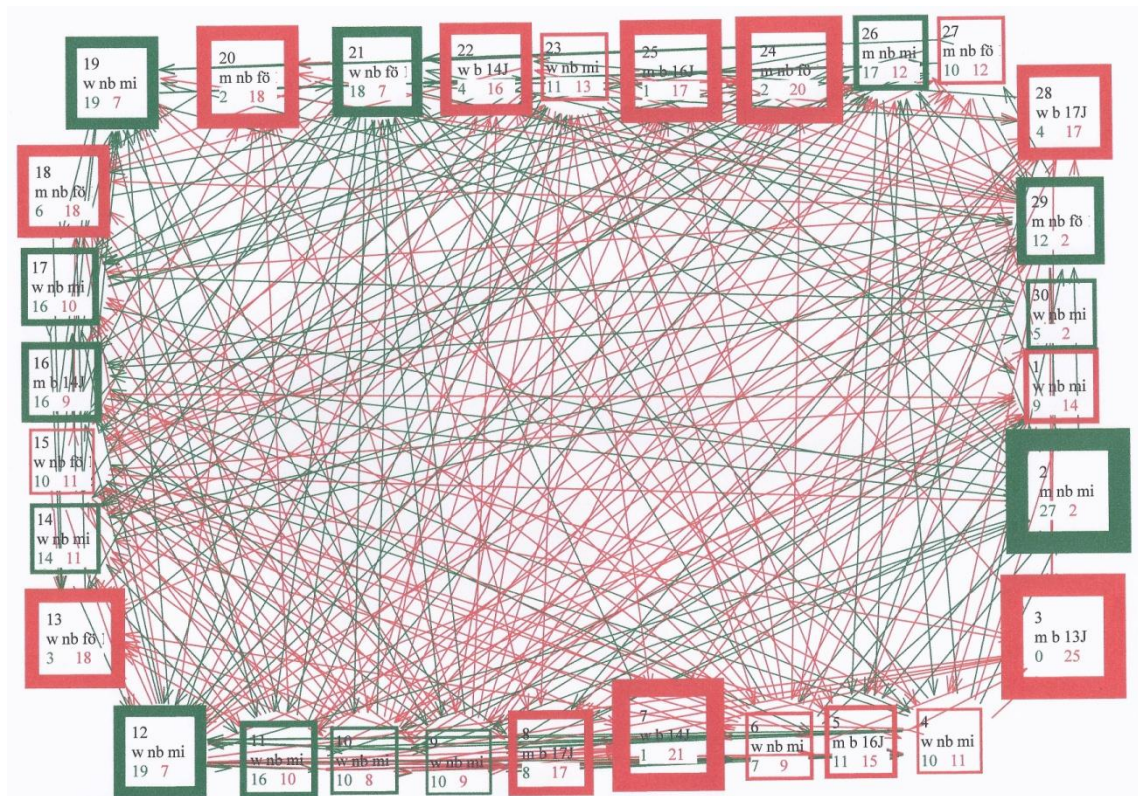 19
w nb mi
19 7
20
m nb fö
2 18
21
w nb fö
18 7
22
w b 14J
4 16
23
w nb mi
11 13
25
m b 16J
1 17
24
m nb fö
2 20
26
m nb mi
17 12
27
m nb fö
10 12
28
w b 17J
4 17
18
m nb fö
6 18
29
m nb fö
12 2
17
w nb mi
16 10
30
w nb mi
5 2
16
m b 14J
16 9
1
w nb mi
9 14
15
w nb fö
10 11
2
m nb mi
27 2
14
w nb mi
14 11
13
w nb fö
3 18
3
m b 13J
0 25
12
w nb mi
19 7
11
w nb mi
16 10
10
w nb mi
10 8
9
w nb mi
10 9
8
m b 17J
8 17
7
w b 14J
1 21
6
w nb mi
7 9
5
m b 16J
11 15
4
w nb mi
10 11